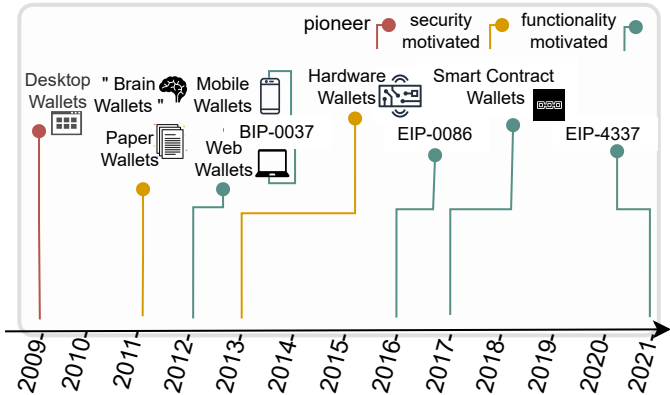 pioneer
security
motivated
functionality
motivated
Desktop
Wallets
" Brain
Wallets "
Mobile
Wallets
Hardware
Wallets
Smart Contract
Wallets
Paper
Wallets
BIP-0037
Web
Wallets
EIP-0086
EIP-4337
2009
2010
2011
2012
2013
2014
2015
2016
2017
2018
2019
2020
2021